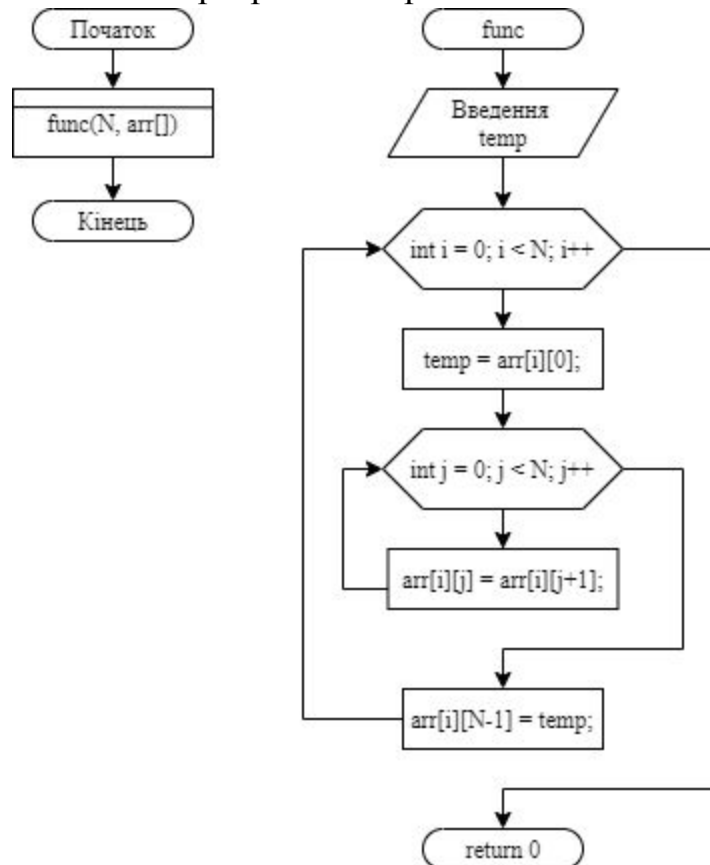 Початок
func(N, arr[])
Кінець
func
Введення
temp
int i = 0; i < N; i++
temp = arr[i][0];
int j = 0; j < N; j++
arr[i][j] = arr[i][j+1];
arr[i][N-1] = temp;
return 0